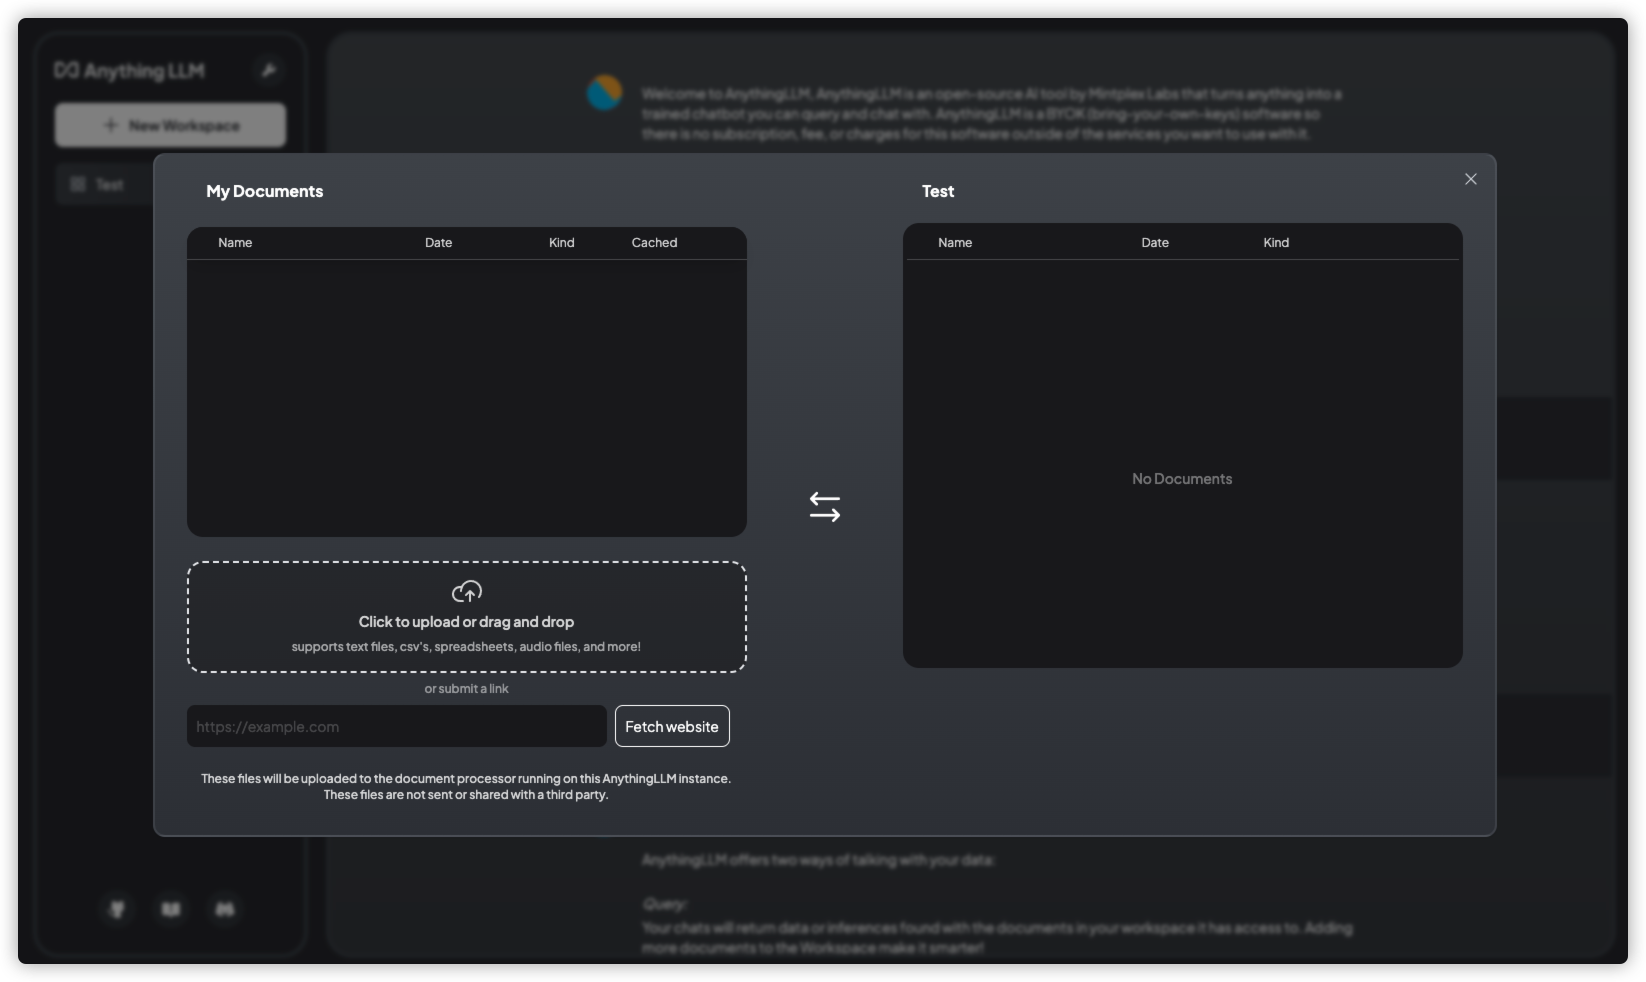 AnythingLLM
New Workspace
Test
Welcome to AnythingLLM, AnythingLLM is an open-source AI tool by Mintplex Labs that turns anything into a
trained chatbot you can query and chat with. AnythingLLM is a BYOK (bring-your-own-keys) software so
there is no subscription, fee, or charges for this software outside of the services you want to use with it.
My Documents
Name Date Kind Cached
Click to upload or drag and drop
supports text files, csv's, spreadsheets, audio files, and more!
or submit a link
https://example.com
Fetch website
These files will be uploaded to the document processor running on this AnythingLLM instance.
These files are not sent or shared with a third party.
Test
Name Date Kind
No Documents
AnythingLLM offers two ways of talking with your data:
Query:
Your chats will return data or inferences found with the documents in your workspace it has access to. Adding
more documents to the Workspace make it smarter!